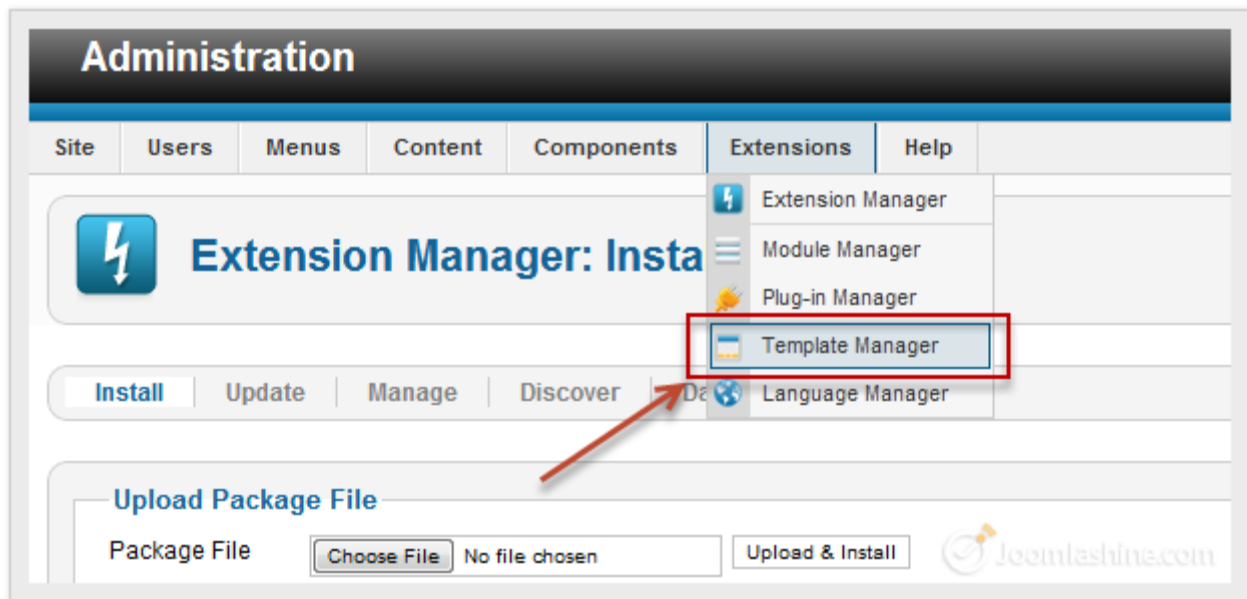 Administration
Site Users Menus Content Components Extensions Help
Extension Manager
Extension Manager: Insta
Module Manager
Plug-in Manager
Template Manager
Install Update Manage Discover Da
Language Manager
Upload Package File
Package File Choose File No file chosen Upload & Install
Joomlashine.com